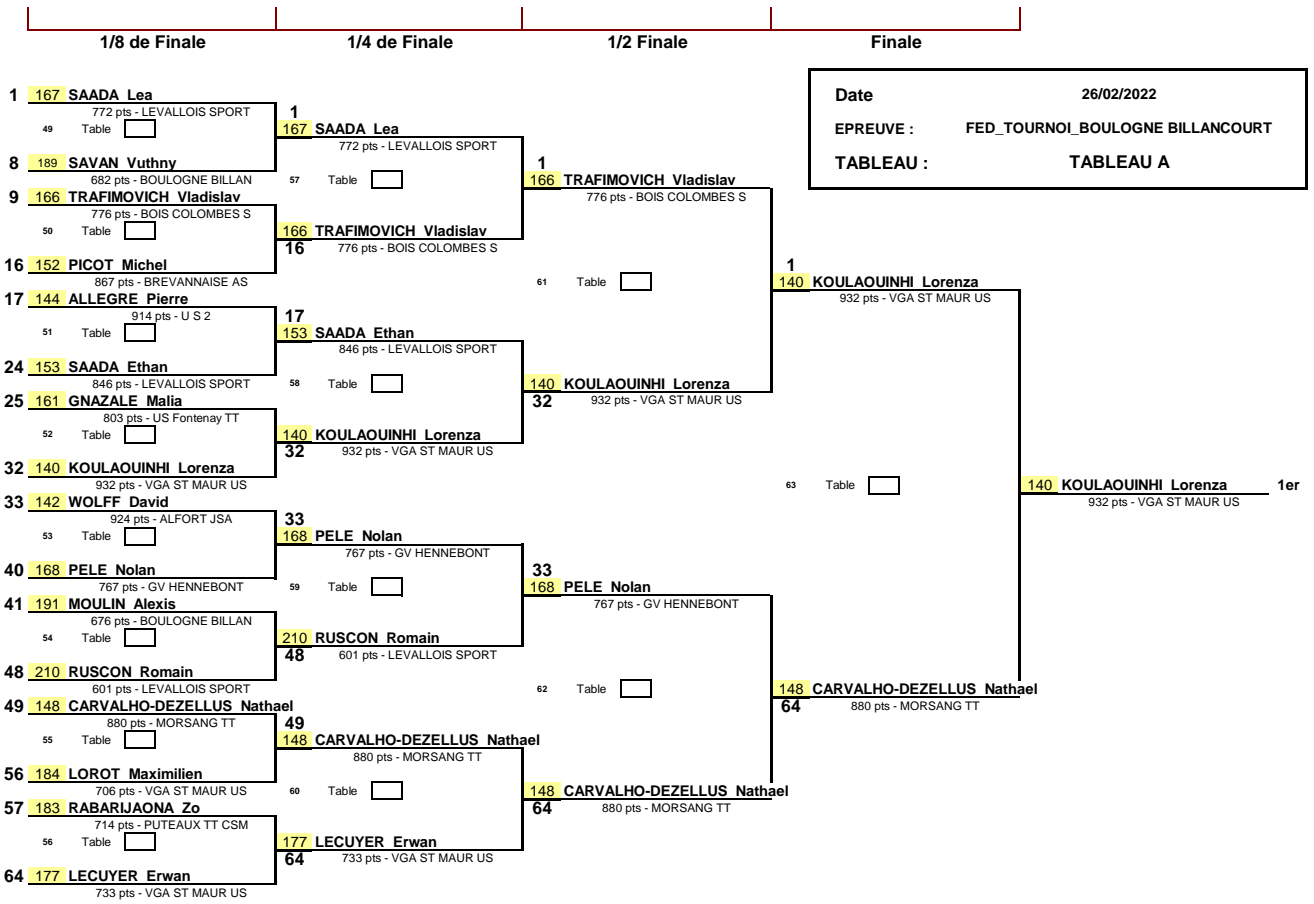 1/8 de Finale 1/4 de Finale 1/2 Finale Finale
Date 26/02/2022
EPREUVE : FED_TOURNOI_BOULOGNE BILLANCOURT
TABLEAU : TABLEAU A
1 167 SAADA Lea
772 pts - LEVALLOIS SPORT
49 Table
8 189 SAVAN Vuthny
682 pts - BOULOGNE BILLAN
9 166 TRAFIMOVICH Vladislav
776 pts - BOIS COLOMBES S
50 Table
16 152 PICOT Michel
867 pts - BREVANNAISE AS
17 144 ALLEGRE Pierre
914 pts - U S 2
51 Table
24 153 SAADA Ethan
846 pts - LEVALLOIS SPORT
25 161 GNAZALE Malia
803 pts - US Fontenay TT
52 Table
32 140 KOULAOUINHI Lorenza
932 pts - VGA ST MAUR US
33 142 WOLFF David
924 pts - ALFORT JSA
53 Table
40 168 PELE Nolan
767 pts - GV HENNEBONT
41 191 MOULIN Alexis
676 pts - BOULOGNE BILLAN
54 Table
48 210 RUSCON Romain
601 pts - LEVALLOIS SPORT
49 148 CARVALHO-DEZELLUS Nathael
880 pts - MORSANG TT
55 Table
56 184 LOROT Maximilien
706 pts - VGA ST MAUR US
57 183 RABARIJAONA Zo
714 pts - PUTEAUX TT CSM
56 Table
64 177 LECUYER Erwan
733 pts - VGA ST MAUR US
1
167 SAADA Lea
772 pts - LEVALLOIS SPORT
57 Table
166 TRAFIMOVICH Vladislav
16 776 pts - BOIS COLOMBES S
17
153 SAADA Ethan
846 pts - LEVALLOIS SPORT
58 Table
140 KOULAOUINHI Lorenza
32 932 pts - VGA ST MAUR US
33
168 PELE Nolan
767 pts - GV HENNEBONT
59 Table
210 RUSCON Romain
48 601 pts - LEVALLOIS SPORT
49
148 CARVALHO-DEZELLUS Nathael
880 pts - MORSANG TT
60 Table
177 LECUYER Erwan
64 733 pts - VGA ST MAUR US
1
166 TRAFIMOVICH Vladislav
776 pts - BOIS COLOMBES S
61 Table
140 KOULAOUINHI Lorenza
32 932 pts - VGA ST MAUR US
33
168 PELE Nolan
767 pts - GV HENNEBONT
62 Table
148 CARVALHO-DEZELLUS Nathael
64 880 pts - MORSANG TT
1
140 KOULAOUINHI Lorenza
932 pts - VGA ST MAUR US
63 Table
148 CARVALHO-DEZELLUS Nathael
64 880 pts - MORSANG TT
140 KOULAOUINHI Lorenza 1er
932 pts - VGA ST MAUR US